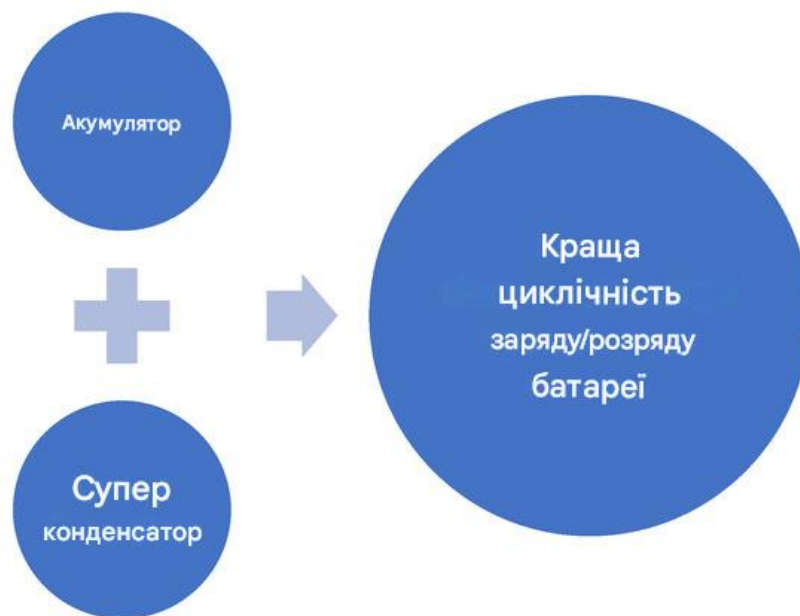 Акумулятор
Супер
конденсатор
Краща
циклічність
заряду/розряду
батареї